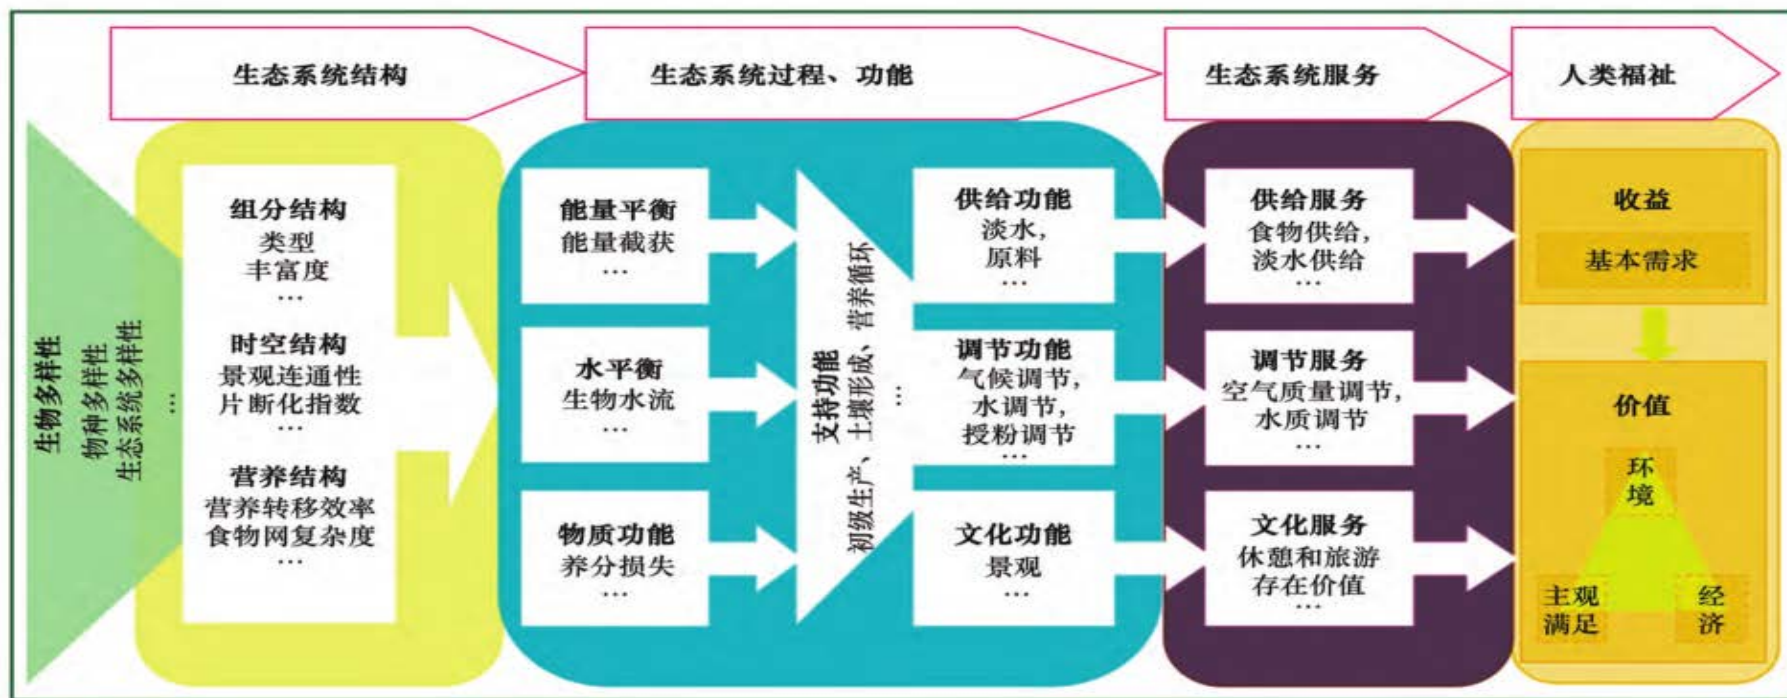 生态系统结构
生态系统过程、功能
生态系统服务
人类福祉
生物多样性
物种多样性
生态系统多样性
…
组分结构
类型
丰富度
…
时空结构
景观连通性
片断化指数
…
营养结构
营养转移效率
食物网复杂度
…
能量平衡
能量截获
…
水平衡
生物水流
…
物质功能
养分损失
…
支持功能
初级生产、土壤形成、营养循环
…
供给功能
淡水,
原料
…
调节功能
气候调节,
水调节,
授粉调节
…
文化功能
景观
…
供给服务
食物供给,
淡水供给
…
调节服务
空气质量调节,
水质调节
…
文化服务
休憩和旅游
存在价值
…
收益
基本需求
价值
环
境
主观
满足
经
济